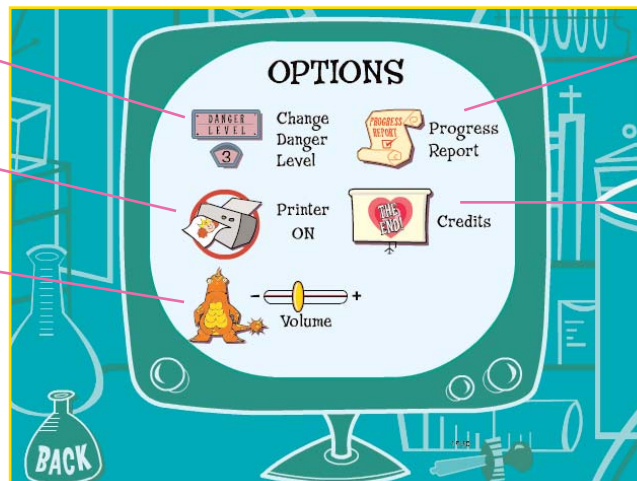 OPTIONS
DANGER
LEVEL
3
Change
Danger
Level
PROGRESS
REPORT
Progress
Report
Printer
ON
THE
END!
Credits
- +
Volume
BACK